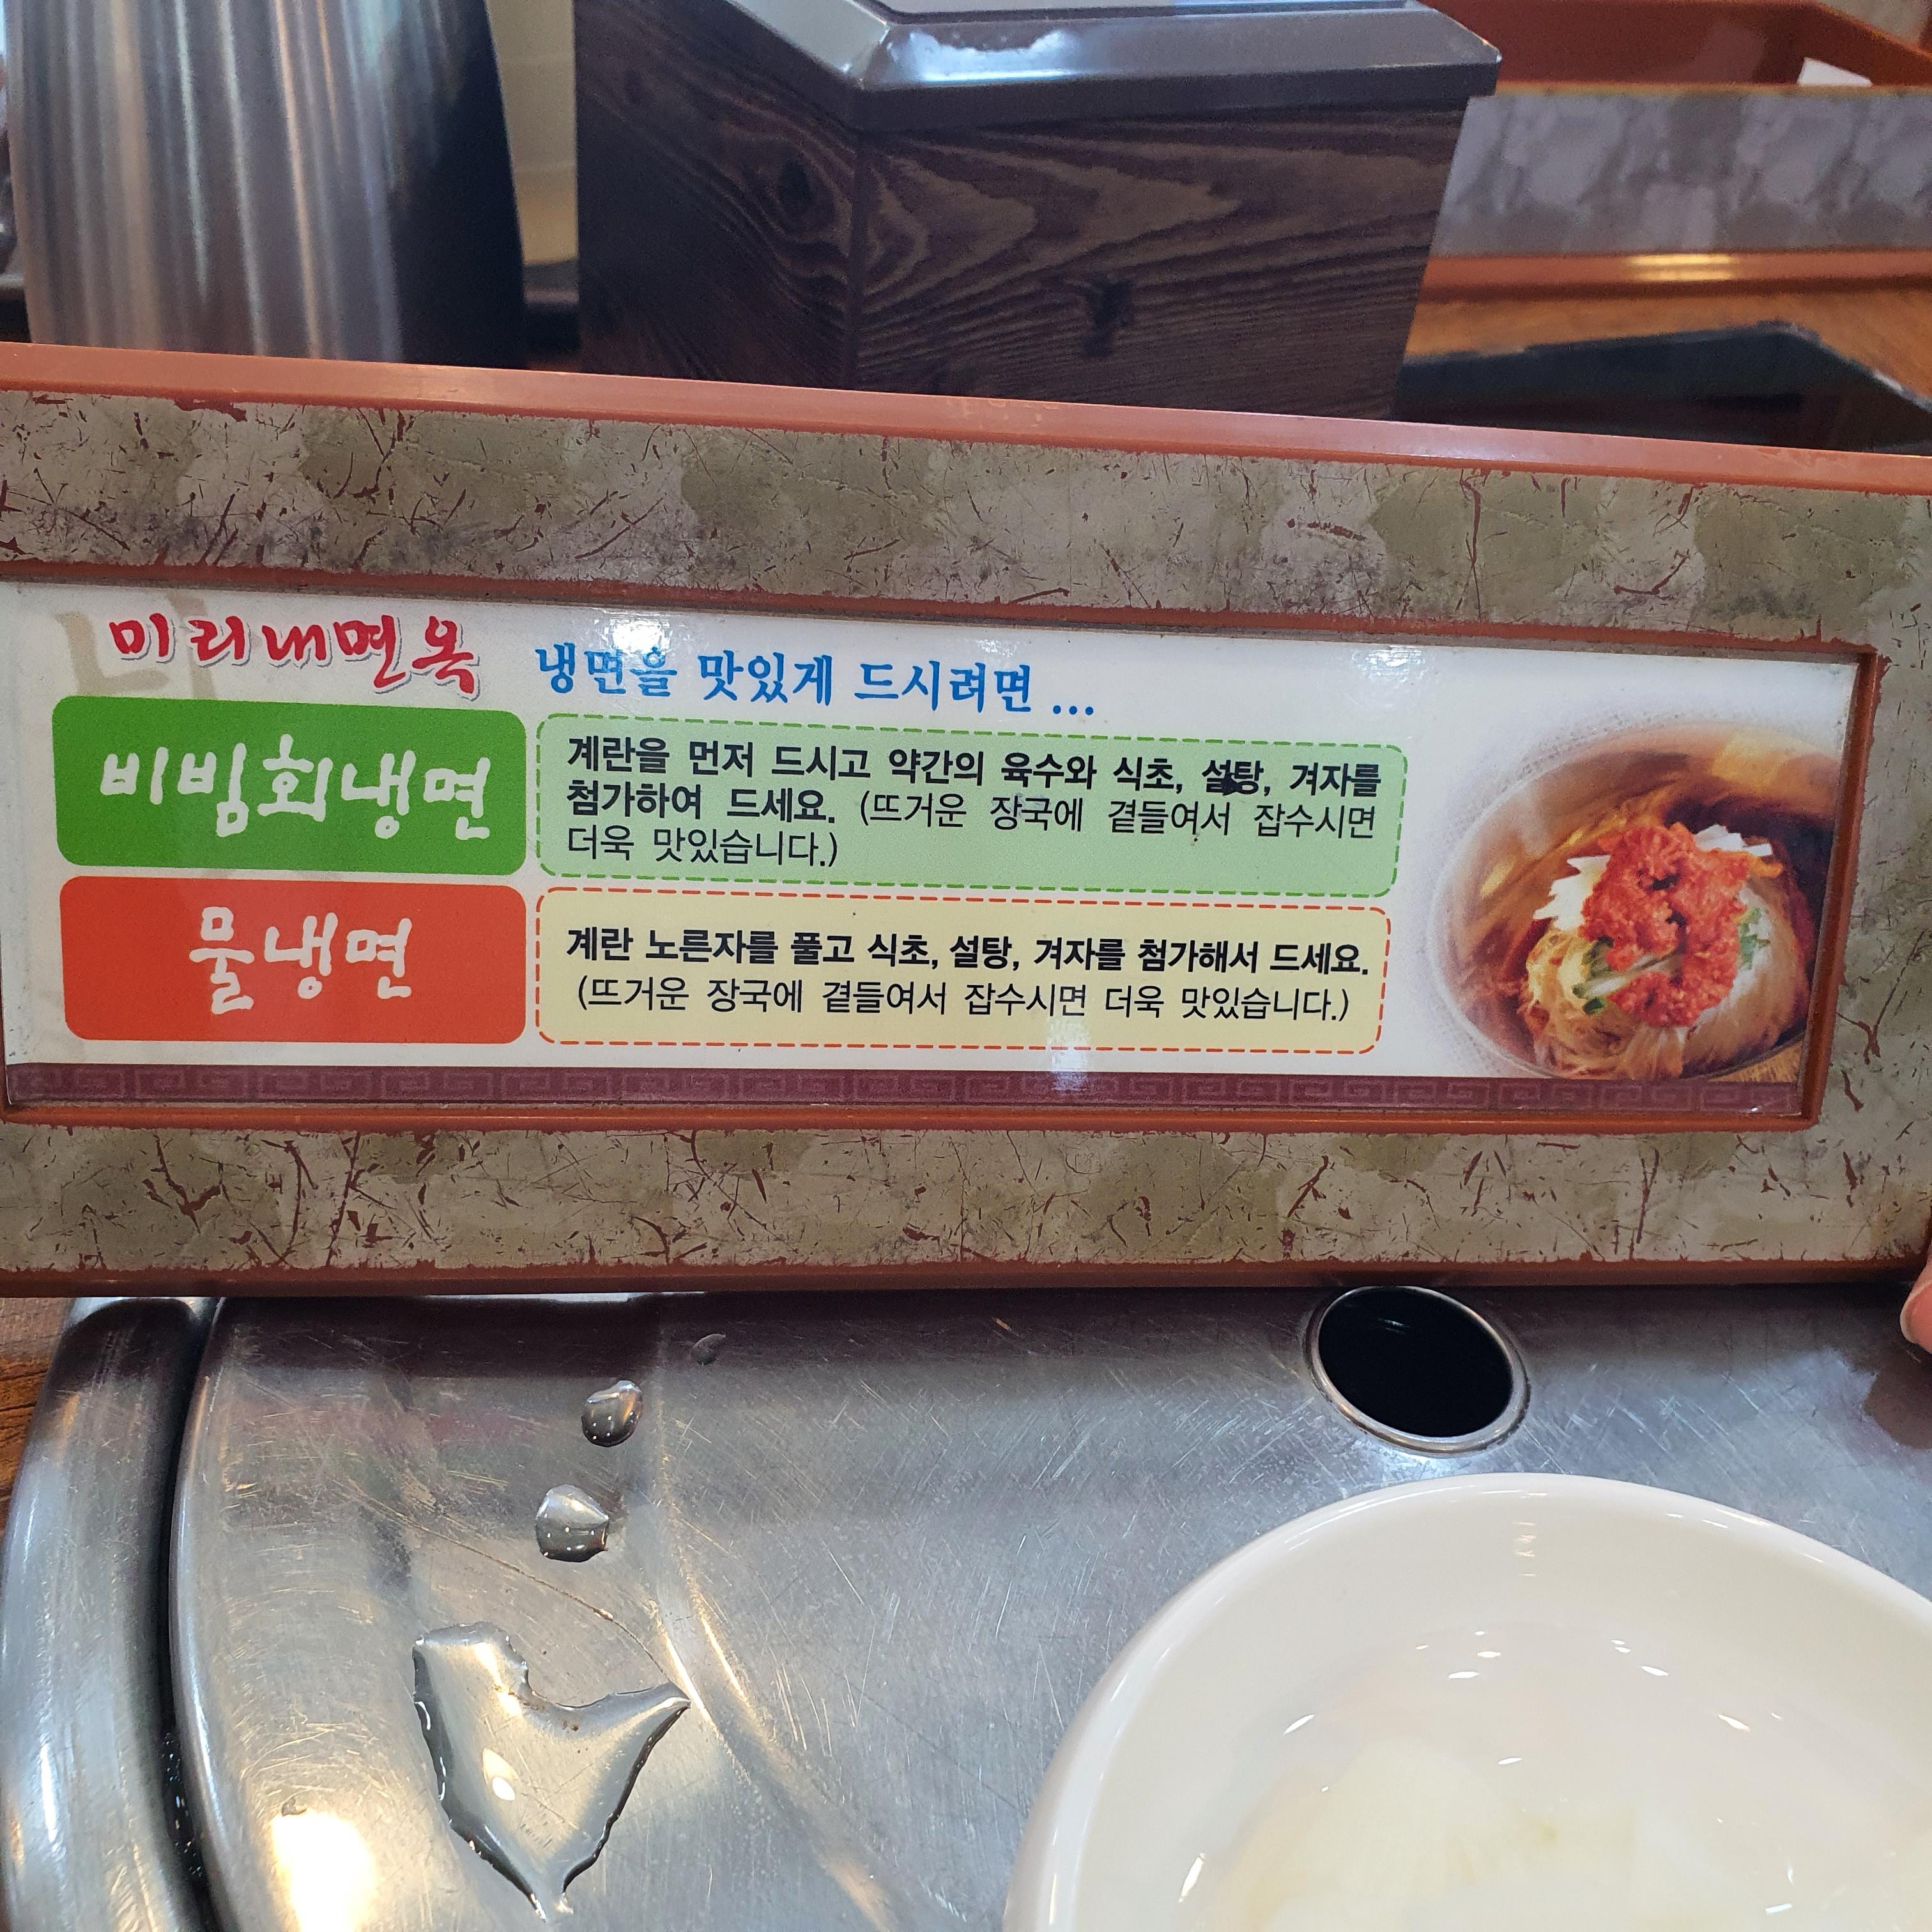 미리내면옥
냉면을 맛있게 드시려면 ...
비빔회냉면
계란을 먼저 드시고 약간의 육수와 식초, 설탕, 겨자를
첨가하여 드세요. (뜨거운 장국에 곁들여서 잡수시면
더욱 맛있습니다.)
물냉면
계란 노른자를 풀고 식초, 설탕, 겨자를 첨가해서 드세요.
(뜨거운 장국에 곁들여서 잡수시면 더욱 맛있습니다.)